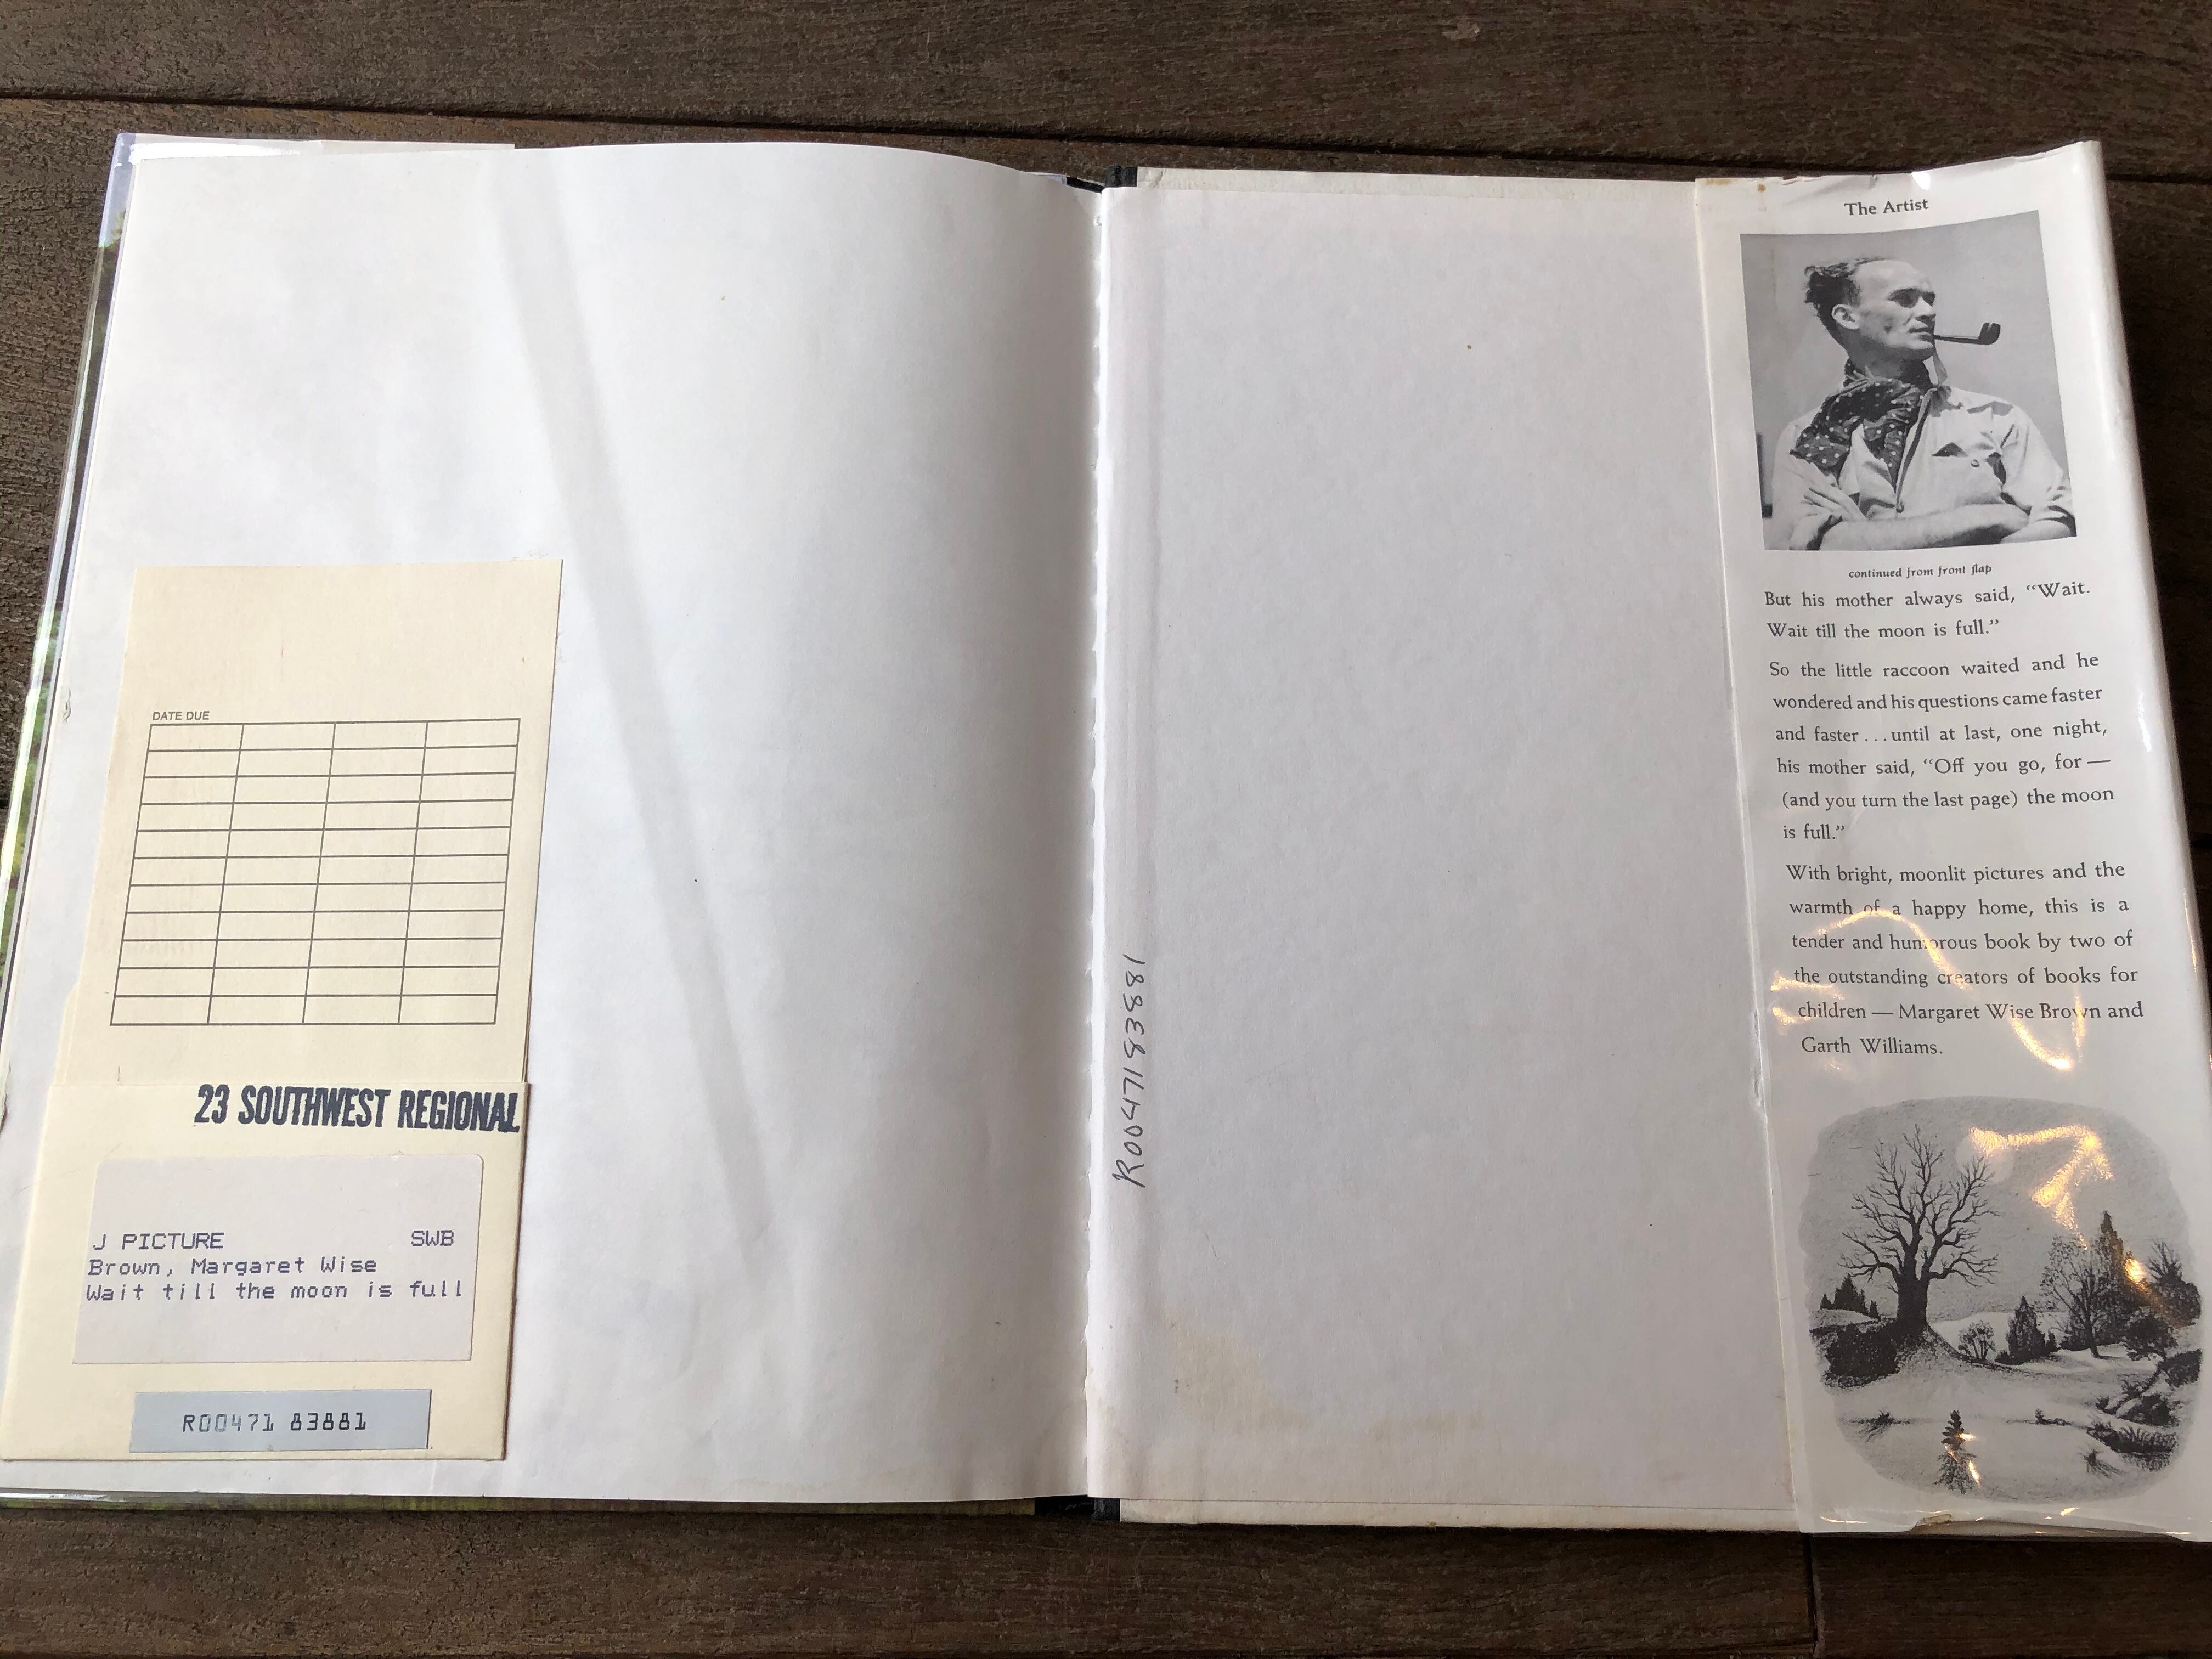 DATE DUE
23 SOUTHWEST REGIONAL
J PICTURE SWB
Brown, Margaret Wise
Wait till the moon is full
R00471 83881
R0047183881
The Artist
continued from front flap
But his mother always said, “Wait.
Wait till the moon is full.”
So the little raccoon waited and he
wondered and his questions came faster
and faster . . . until at last, one night,
his mother said, “Off you go, for —
(and you turn the last page) the moon
is full.”
With bright, moonlit pictures and the
warmth of a happy home, this is a
tender and humorous book by two of
the outstanding creators of books for
children — Margaret Wise Brown and
Garth Williams.